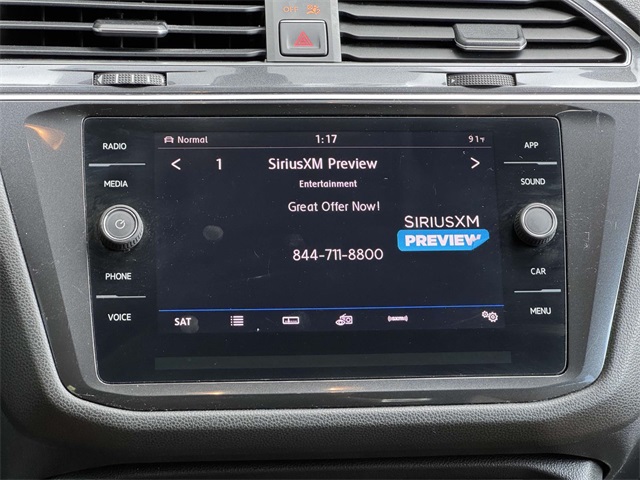 OFF
RADIO
MEDIA
PHONE
VOICE
Normal
1:17
91°F
< 1 SiriusXM Preview >
Entertainment
Great Offer Now!
SIRIUSXM
PREVIEW
844-711-8800
SAT
APP
SOUND
CAR
MENU